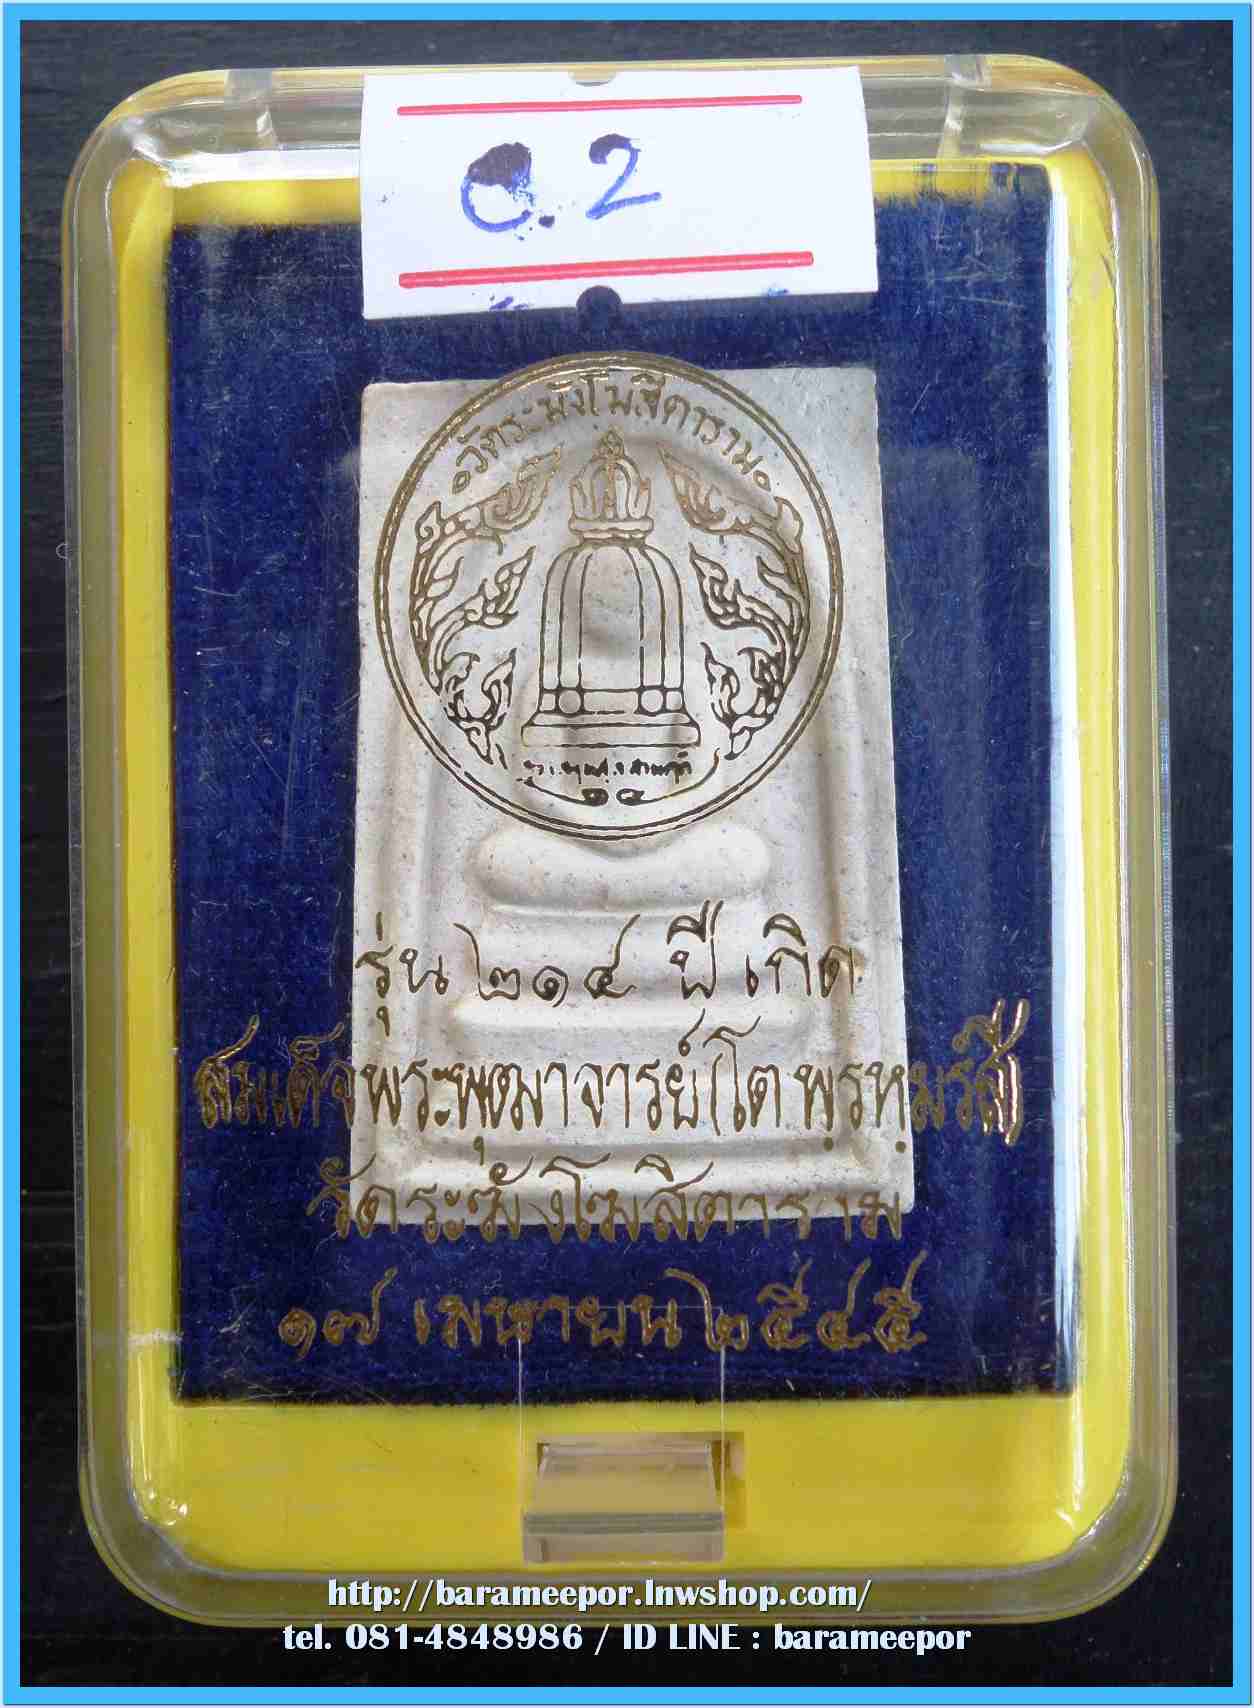 e.2
วัดระฆังโฆสิตาราม
๑๔
รุ่น ๒๑๔ ปี เกิด
สมเด็จพระพุฒาจารย์(โต พฺรหฺมรํสี)
วัดระฆังโฆสิตาราม
๑๗ เมษายน ๒๕๔๕
http://barameepor.lnwshop.com/
tel. 081-4848986 / ID LINE : barameepor